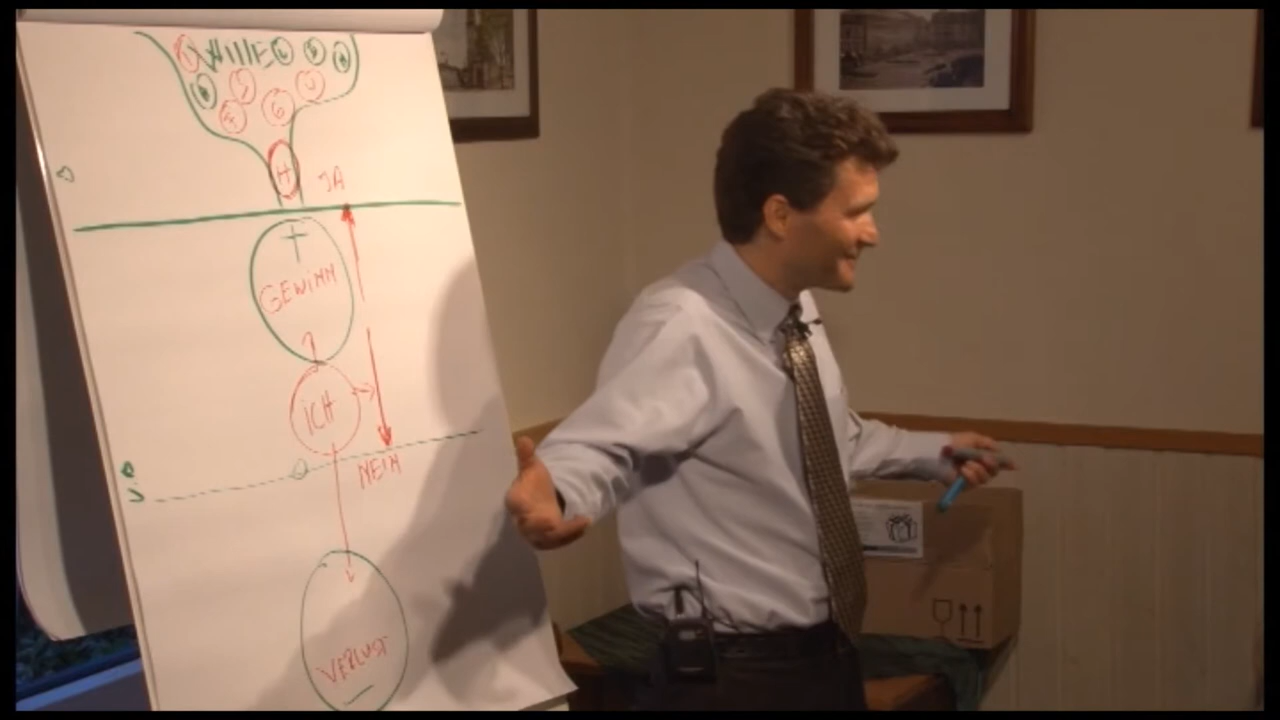 WILLE
H
JA
+
GEWINN
ICH
NEIN
VERLUST
-